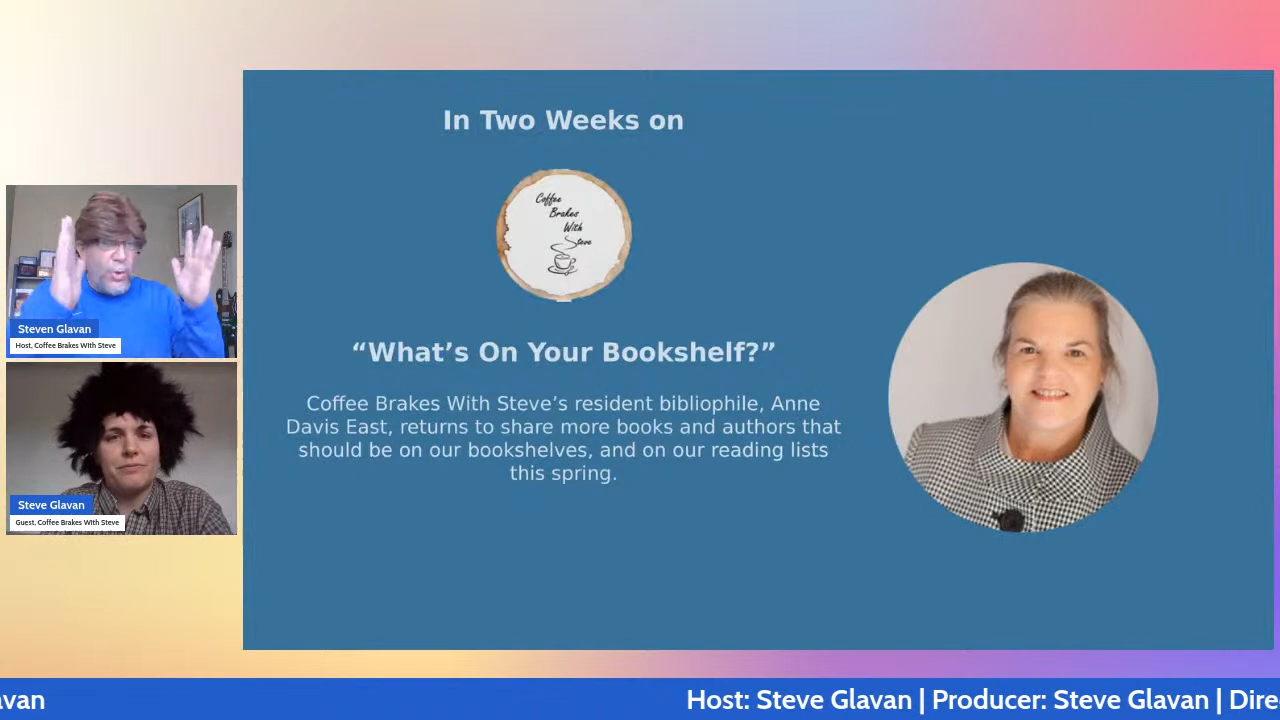 In Two Weeks on
Coffee
Brakes
With
Steve
“What’s On Your Bookshelf?”
Coffee Brakes With Steve’s resident bibliophile, Anne
Davis East, returns to share more books and authors that
should be on our bookshelves, and on our reading lists
this spring.
Steven Glavan
Host, Coffee Brakes With Steve
Steve Glavan
Guest, Coffee Brakes With Steve
avan
Host: Steve Glavan | Producer: Steve Glavan | Dire